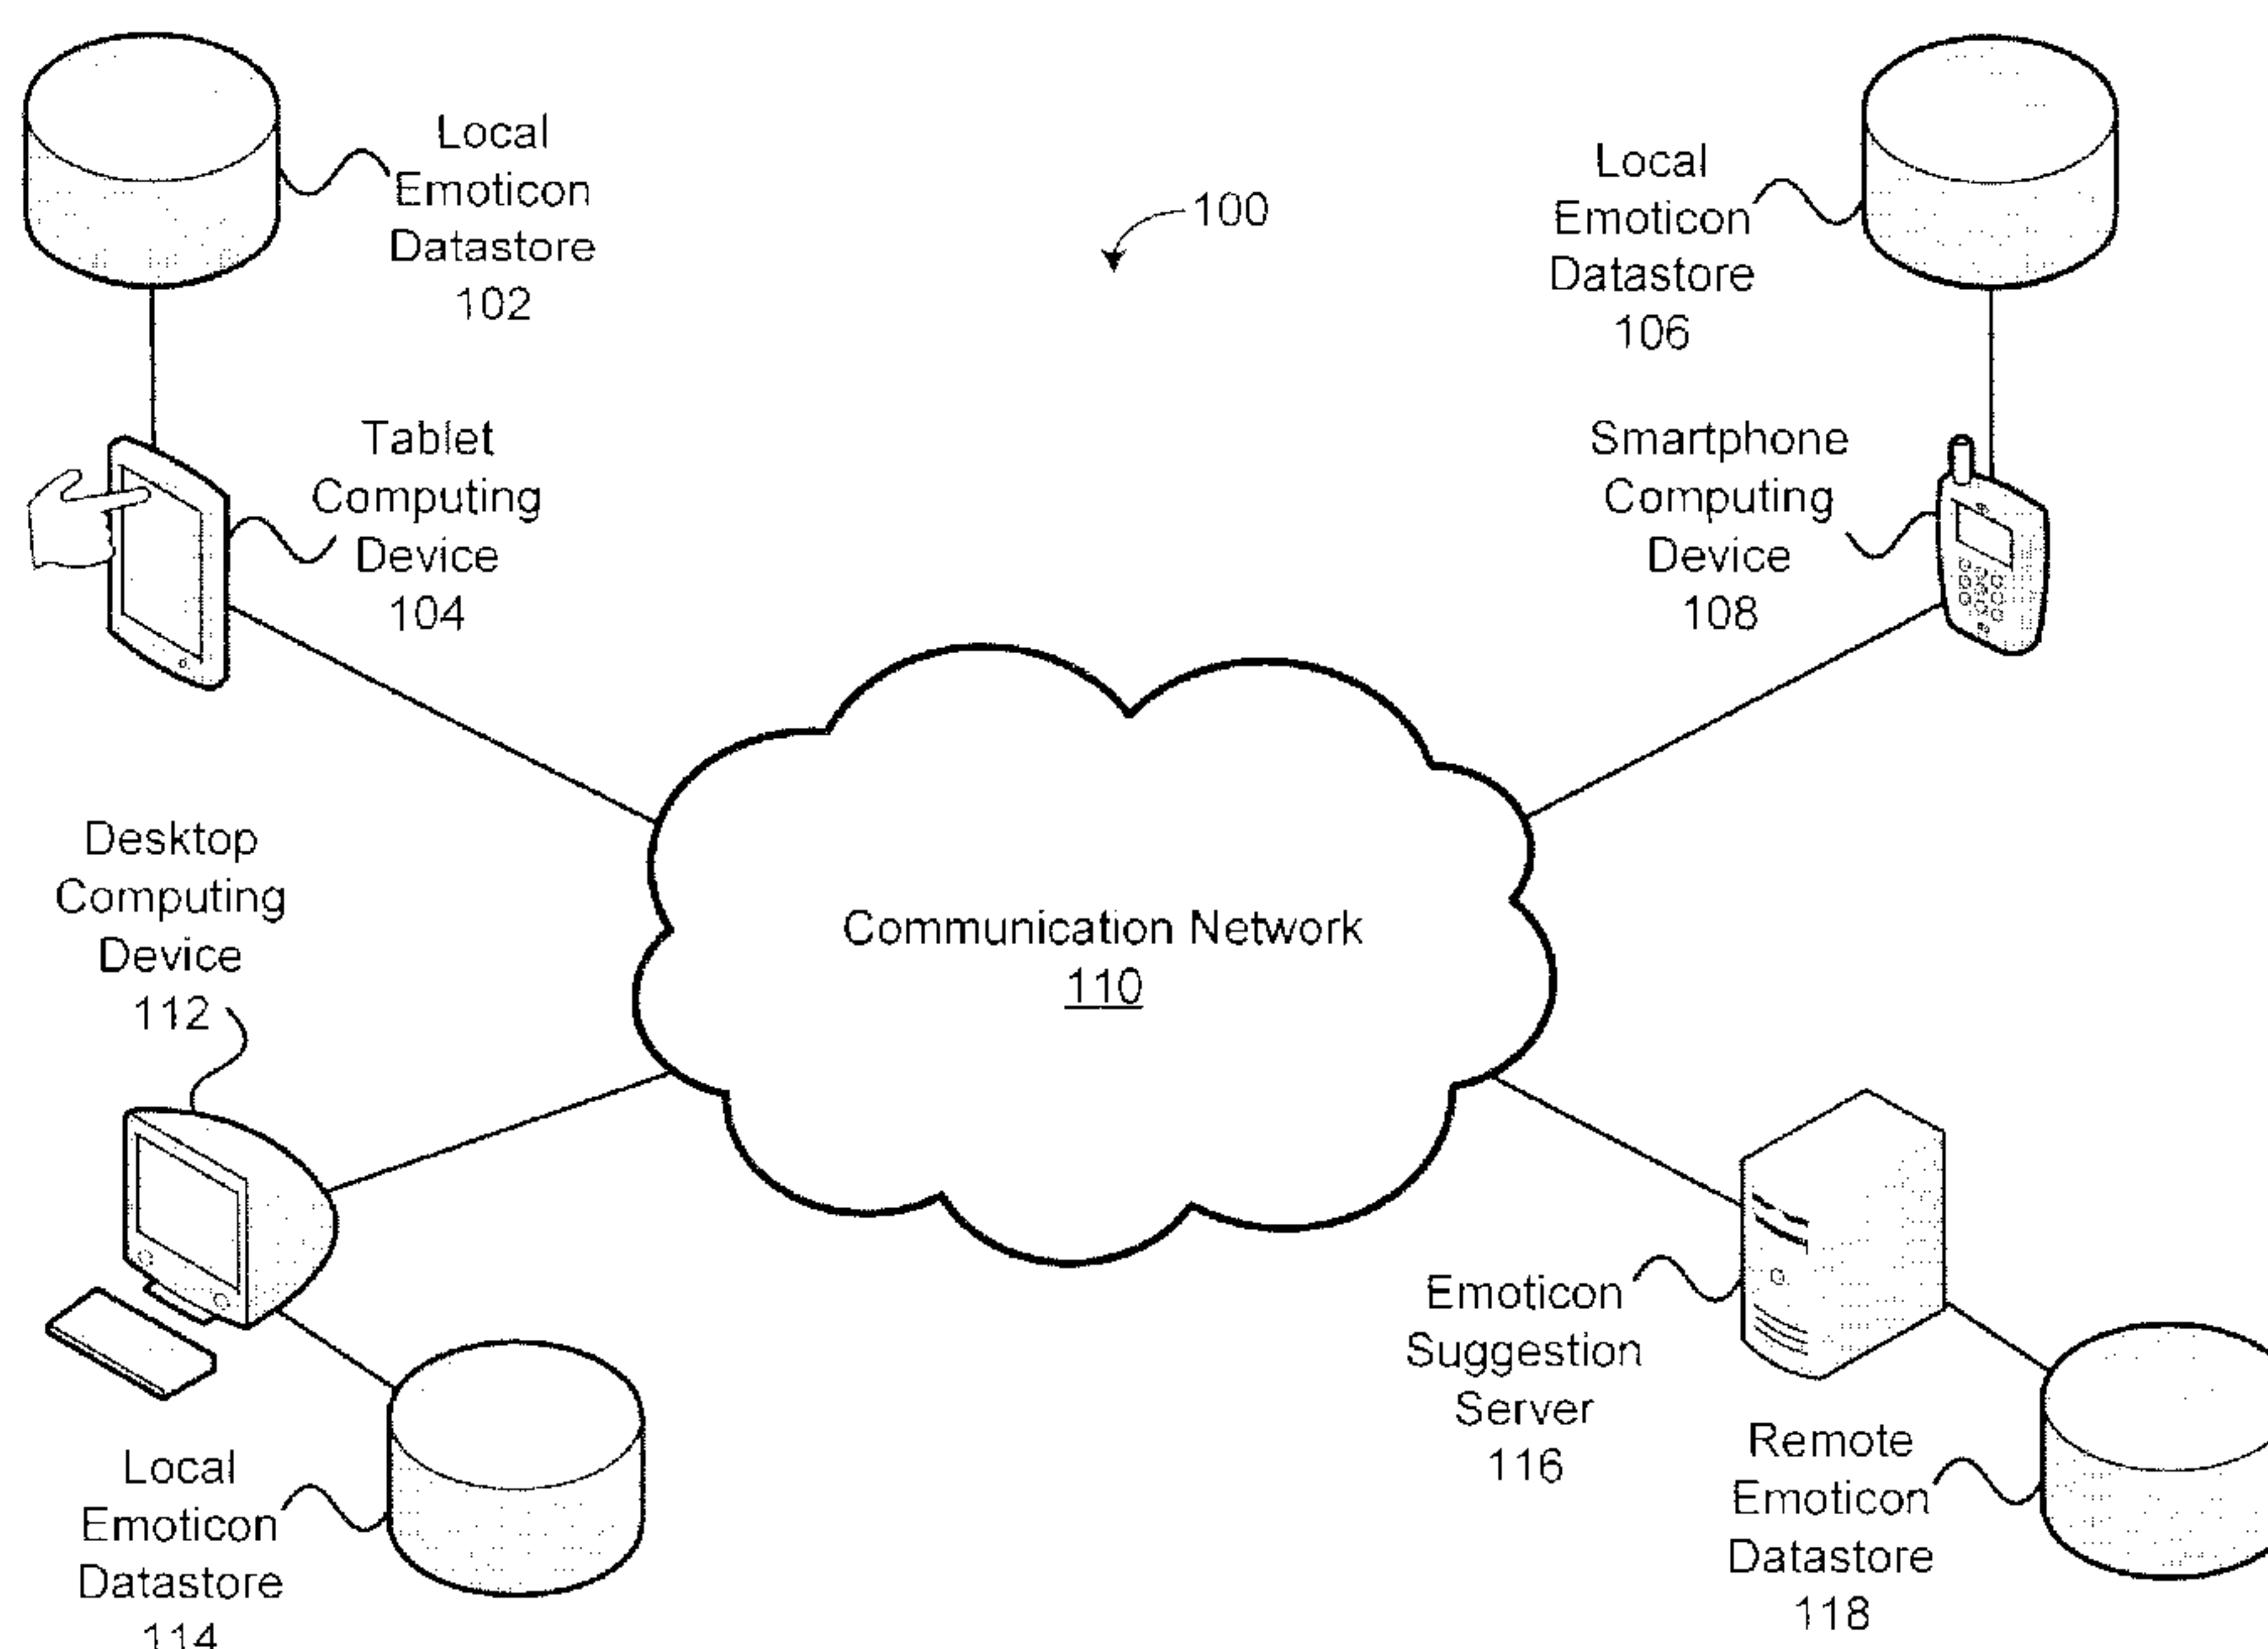 Local
Emoticon
Datastore
102
100
Local
Emoticon
Datastore
106
Tablet
Computing
Device
104
Smartphone
Computing
Device
108
Desktop
Computing
Device
112
Communication Network
110
Emoticon
Suggestion
Server
116
Local
Emoticon
Datastore
114
Remote
Emoticon
Datastore
118